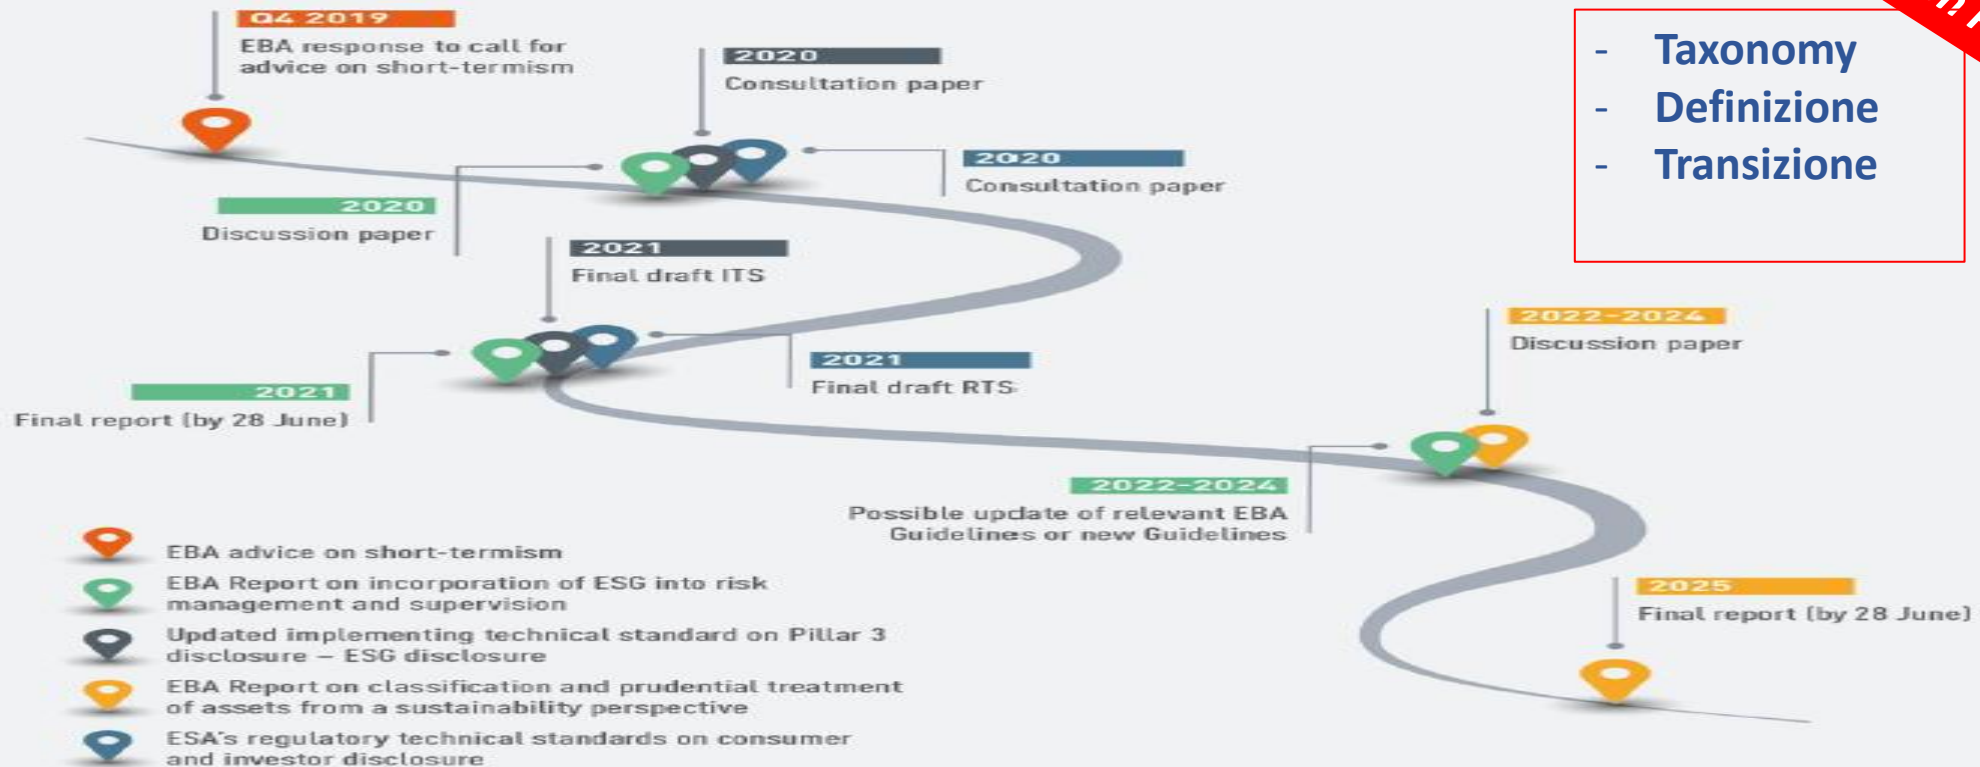 Q4 2019
EBA response to call for
advice on short-termism
2020
Consultation paper
2020
Consultation paper
2020
Discussion paper
- Taxonomy
- Definizione
- Transizione
2021
Final draft ITS
2021
Final draft RTS
2021
Final report (by 28 June)
2022-2024
Discussion paper
2022-2024
Possible update of relevant EBA
Guidelines or new Guidelines
2025
Final report (by 28 June)
EBA advice on short-termism
EBA Report on incorporation of ESG into risk
management and supervision
Updated implementing technical standard on Pillar 3
disclosure – ESG disclosure
EBA Report on classification and prudential treatment
of assets from a sustainability perspective
ESA's regulatory technical standards on consumer
and investor disclosure